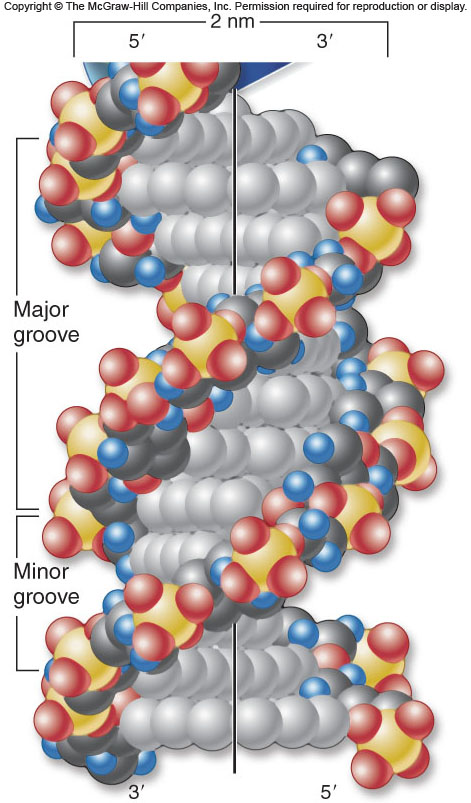 Copyright © The McGraw-Hill Companies, Inc. Permission required for reproduction or display.
2 nm
5′ 3′
Major
groove
Minor
groove
3′ 5′